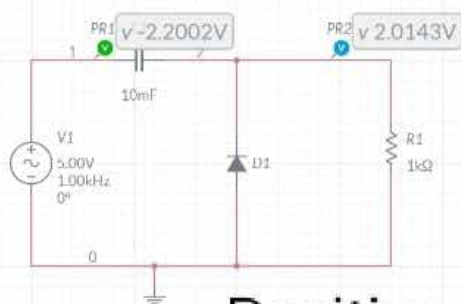 PR1 v -2.2002V
PR2 v 2.0143V
1
2
10mF
V1
5.00V
1.00kHz
0°
D1
R1
1kΩ
0